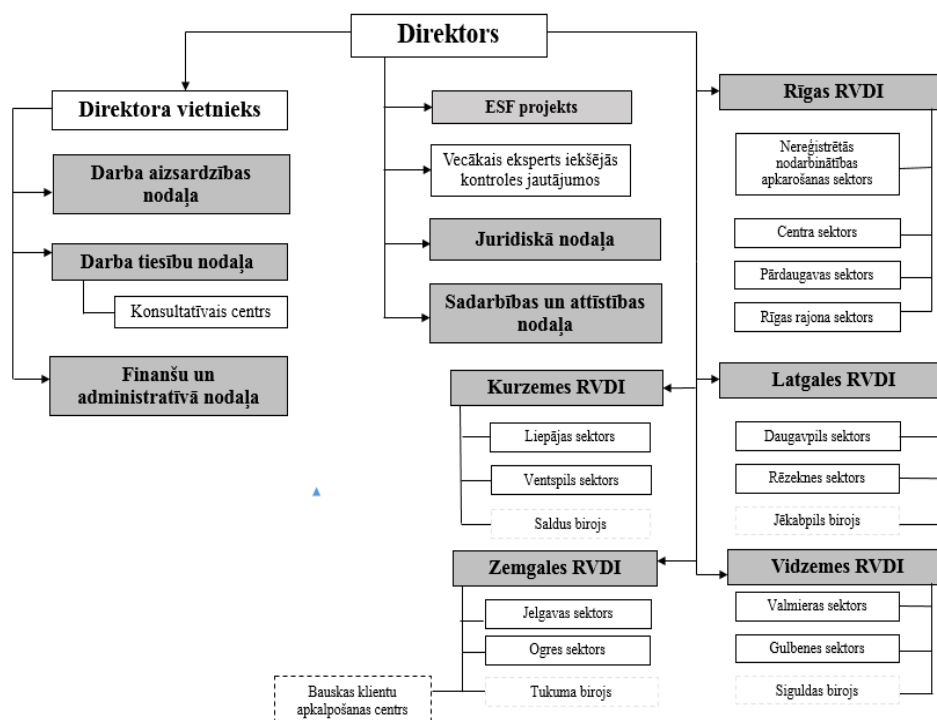 Direktors
Direktora vietnieks
Darba aizsardzības
nodaļa
Darba tiesību nodaļa
Konsultatīvais centrs
Finanšu un
administratīvā nodaļa
ESF projekts
Vecākais eksperts iekšējās
kontroles jautājumos
Juridiskā nodaļa
Sadarbības un attīstības
nodaļa
Rīgas RVDI
Nereģistrētās
nodarbinātības
apkarošanas sektors
Centra sektors
Pārdaugavas sektors
Rīgas rajona sektors
Kurzemes RVDI
Liepājas sektors
Ventspils sektors
Saldus birojs
Latgales RVDI
Daugavpils sektors
Rēzeknes sektors
Jēkabpils birojs
Zemgales RVDI
Jelgavas sektors
Ogres sektors
Tukuma birojs
Bauskas klientu
apkalpošanas centrs
Vidzemes RVDI
Valmieras sektors
Gulbenes sektors
Siguldas birojs